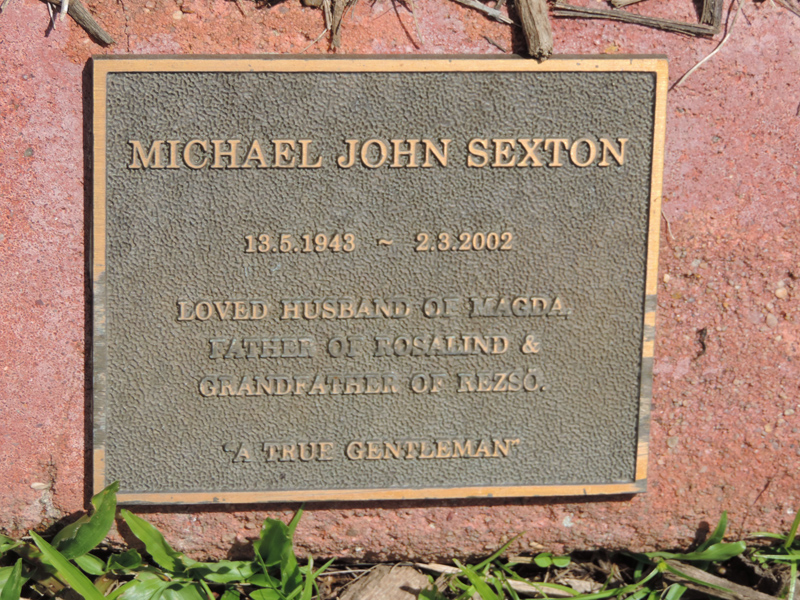 MICHAEL JOHN SEXTON
13.5.1943 ~ 2.3.2002
LOVED HUSBAND OF MAGDA,
FATHER OF ROSALIND &
GRANDFATHER OF REZSÖ.
"A TRUE GENTLEMAN"